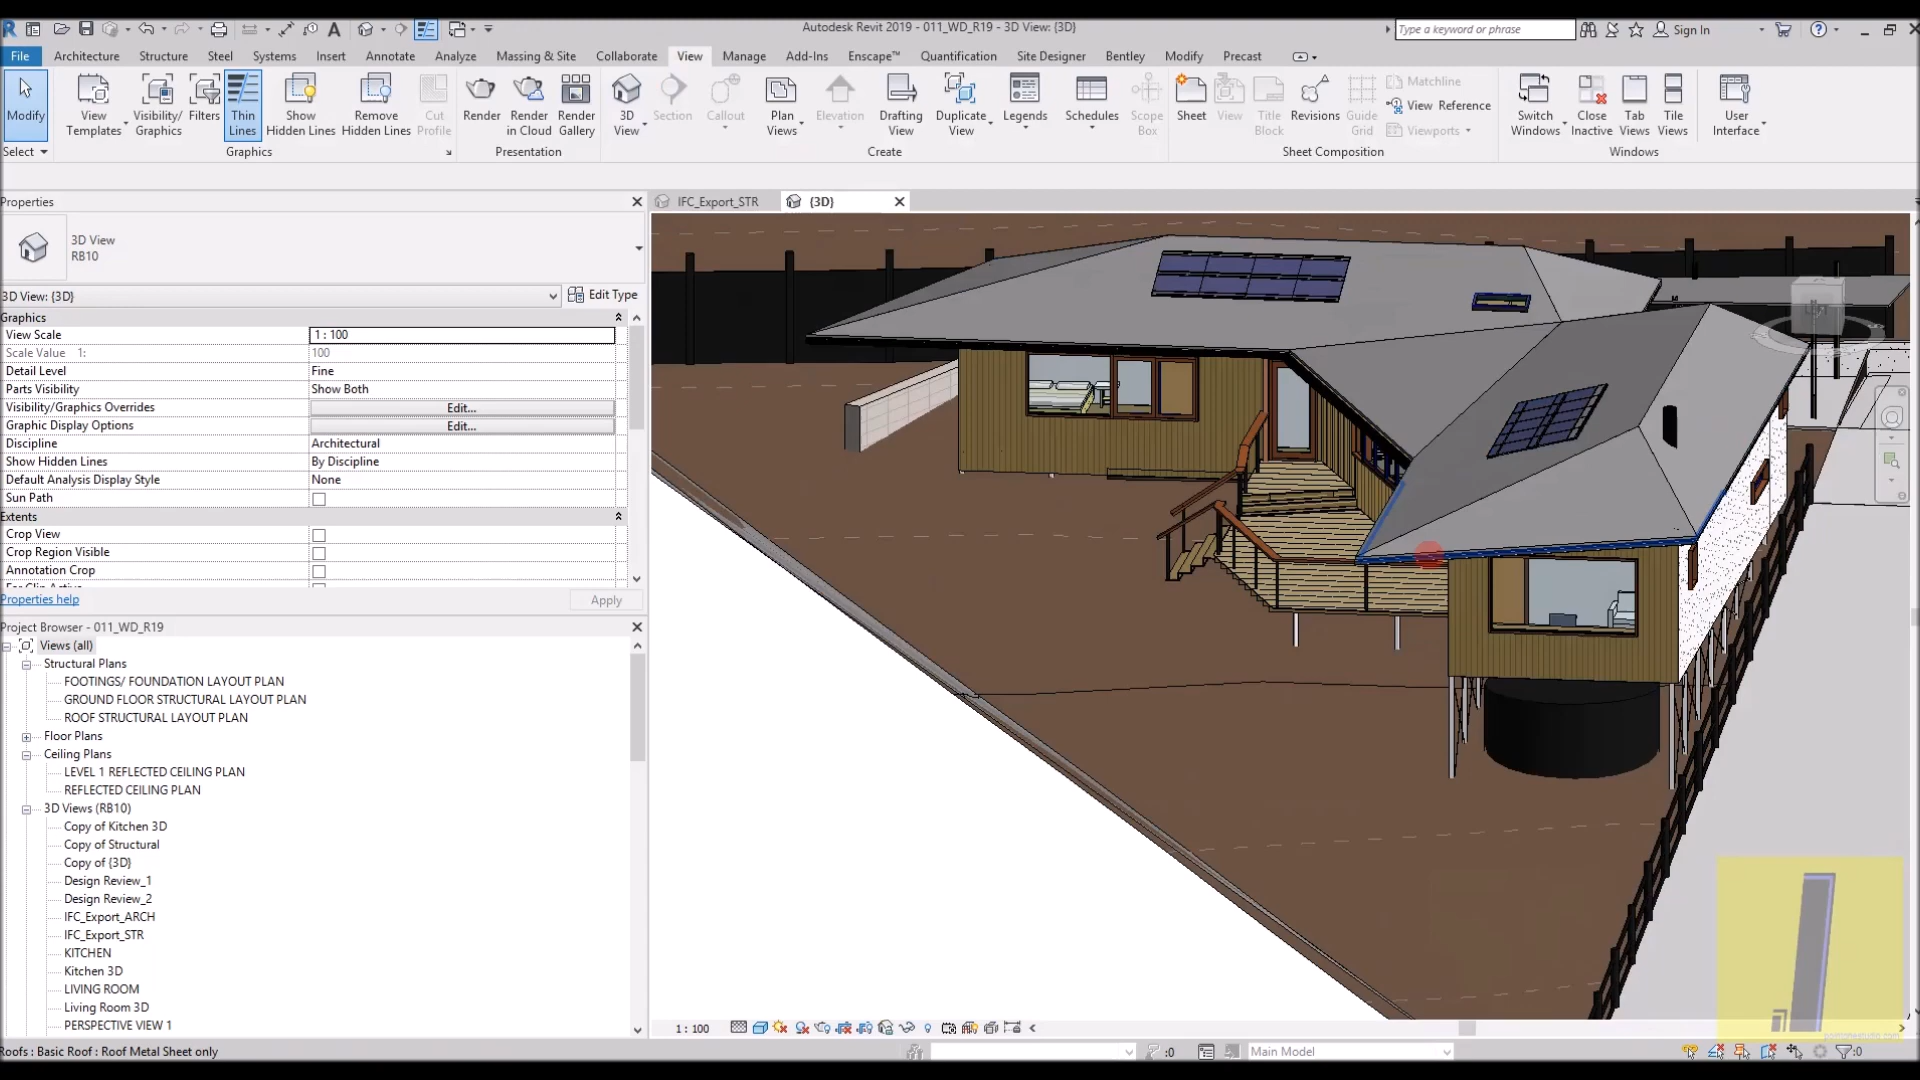 Autodesk Revit 2019 - 011_WD_R19 - 3D View: {3D}
Type a keyword or phrase
Sign In
File Architecture Structure Steel Systems Insert Annotate Analyze Massing & Site Collaborate View Manage Add-Ins Enscape™ Quantification Site Designer Bentley Modify Precast
Modify
View Templates
Visibility/ Graphics
Filters
Thin Lines
Show Hidden Lines
Remove Hidden Lines
Cut Profile
Render
Render in Cloud
Render Gallery
3D View
Section
Callout
Plan Views
Elevation
Drafting View
Duplicate View
Legends
Schedules
Scope Box
Sheet
View
Title Block
Revisions
Guide Grid
Matchline
View Reference
Viewports
Switch Windows
Close Inactive
Tab Views
Tile Views
User Interface
Select Graphics Presentation Create Sheet Composition Windows
Properties
IFC_Export_STR
{3D}
3D View
RB10
3D View: {3D}
Edit Type
Graphics
View Scale 1 : 100
Scale Value 1: 100
Detail Level Fine
Parts Visibility Show Both
Visibility/Graphics Overrides Edit...
Graphic Display Options Edit...
Discipline Architectural
Show Hidden Lines By Discipline
Default Analysis Display Style None
Sun Path
Extents
Crop View
Crop Region Visible
Annotation Crop
Properties help
Apply
Project Browser - 011_WD_R19
Views (all)
Structural Plans
FOOTINGS/ FOUNDATION LAYOUT PLAN
GROUND FLOOR STRUCTURAL LAYOUT PLAN
ROOF STRUCTURAL LAYOUT PLAN
Floor Plans
Ceiling Plans
LEVEL 1 REFLECTED CEILING PLAN
REFLECTED CEILING PLAN
3D Views (RB10)
Copy of Kitchen 3D
Copy of Structural
Copy of {3D}
Design Review_1
Design Review_2
IFC_Export_ARCH
IFC_Export_STR
KITCHEN
Kitchen 3D
LIVING ROOM
Living Room 3D
PERSPECTIVE VIEW 1
1 : 100
Roofs : Basic Roof : Roof Metal Sheet only
:0
Main Model
:0